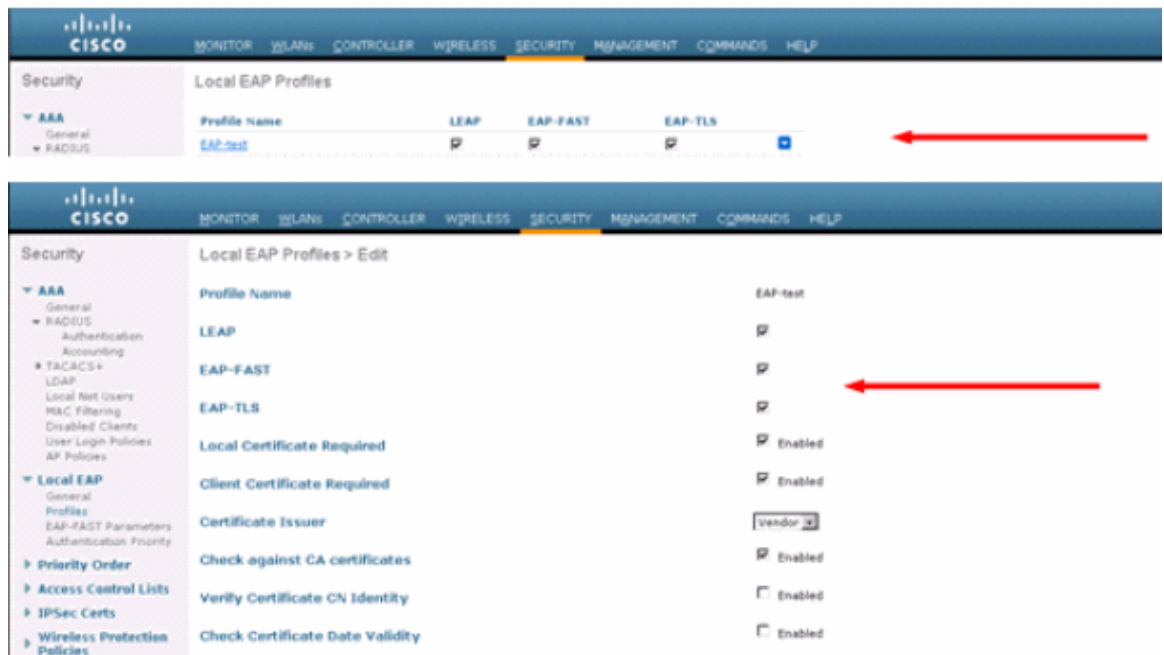 CISCO
MONITOR WLANs CONTROLLER WIRELESS SECURITY MANAGEMENT COMMANDS HELP
Security
Local EAP Profiles
AAA
General
RADIUS
Profile Name LEAP EAP-FAST EAP-TLS
EAP-test
CISCO
MONITOR WLANs CONTROLLER WIRELESS SECURITY MANAGEMENT COMMANDS HELP
Security
AAA
General
RADIUS
Authentication
Accounting
TACACS+
LDAP
Local Net Users
MAC Filtering
Disabled Clients
User Login Policies
AP Policies
Local EAP
General
Profiles
EAP-FAST Parameters
Authentication Priority
Priority Order
Access Control Lists
IPSec Certs
Wireless Protection
Policies
Local EAP Profiles > Edit
Profile Name EAP-test
LEAP
EAP-FAST
EAP-TLS
Local Certificate Required Enabled
Client Certificate Required Enabled
Certificate Issuer Vendor
Check against CA certificates Enabled
Verify Certificate CN Identity Enabled
Check Certificate Date Validity Enabled